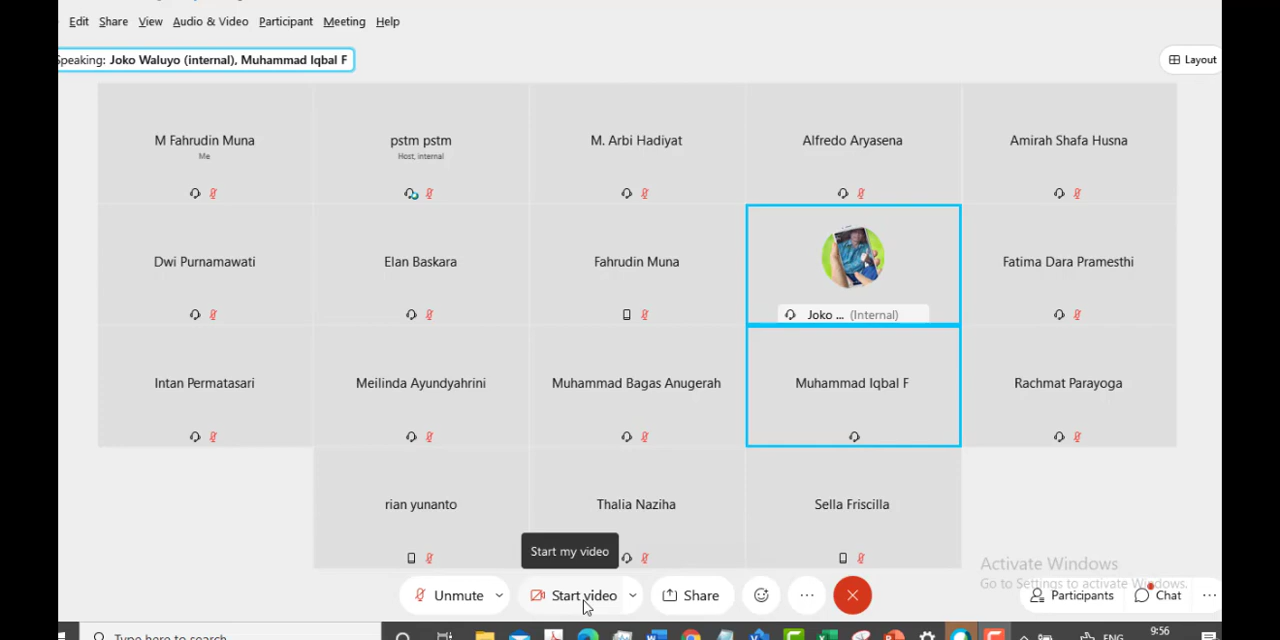 Edit Share View Audio & Video Participant Meeting Help
Speaking: Joko Waluyo (internal), Muhammad Iqbal F
Layout
M Fahrudin Muna
Me
pstm pstm
Host, internal
M. Arbi Hadiyat
Alfredo Aryasena
Amirah Shafa Husna
Dwi Purnamawati
Elan Baskara
Fahrudin Muna
Joko ... (Internal)
Fatima Dara Pramesthi
Intan Permatasari
Meilinda Ayundyahrini
Muhammad Bagas Anugerah
Muhammad Iqbal F
Rachmat Parayoga
rian yunanto
Thalia Naziha
Sella Friscilla
Start my video
Activate Windows
Go to Settings to activate Windows.
Unmute
Start video
Share
Participants
Chat
Type here to search
ENG
9:56